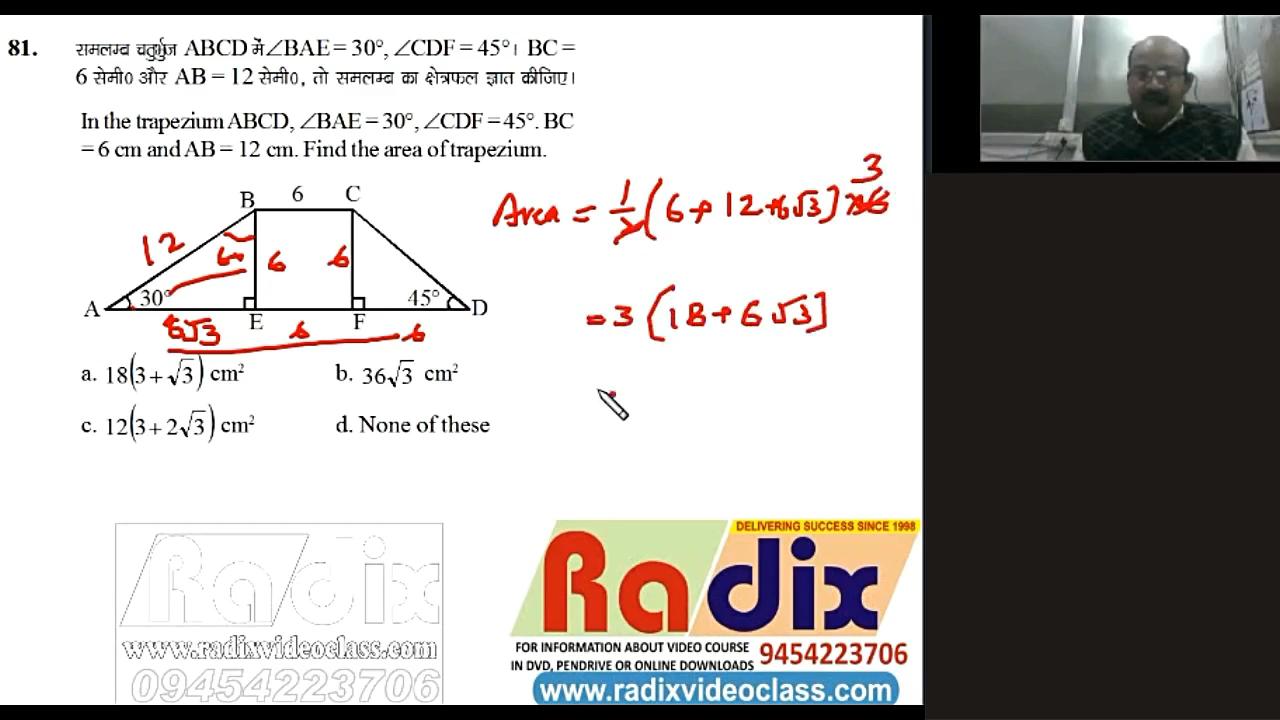 81. रामलम्ब चतुर्भुज ABCD में ∠BAE = 30°, ∠CDF = 45°। BC =
6 सेमी० और AB = 12 सेमी०, तो समलम्ब का क्षेत्रफल ज्ञात कीजिए।
In the trapezium ABCD, ∠BAE = 30°, ∠CDF = 45°. BC
= 6 cm and AB = 12 cm. Find the area of trapezium.
B 6 C
12 60 6 6
A 30° 45° D
E F
6√3 6 6
Area = 1/2 (6 + 12 + 6√3) × 6 3
= 3 (18 + 6√3)
a. 18(3 + √3) cm²
b. 36√3 cm²
c. 12(3 + 2√3) cm²
d. None of these
Radix
www.radixvideoclass.com
09454223706
DELIVERING SUCCESS SINCE 1998
Radix
FOR INFORMATION ABOUT VIDEO COURSE
IN DVD, PENDRIVE OR ONLINE DOWNLOADS 9454223706
www.radixvideoclass.com